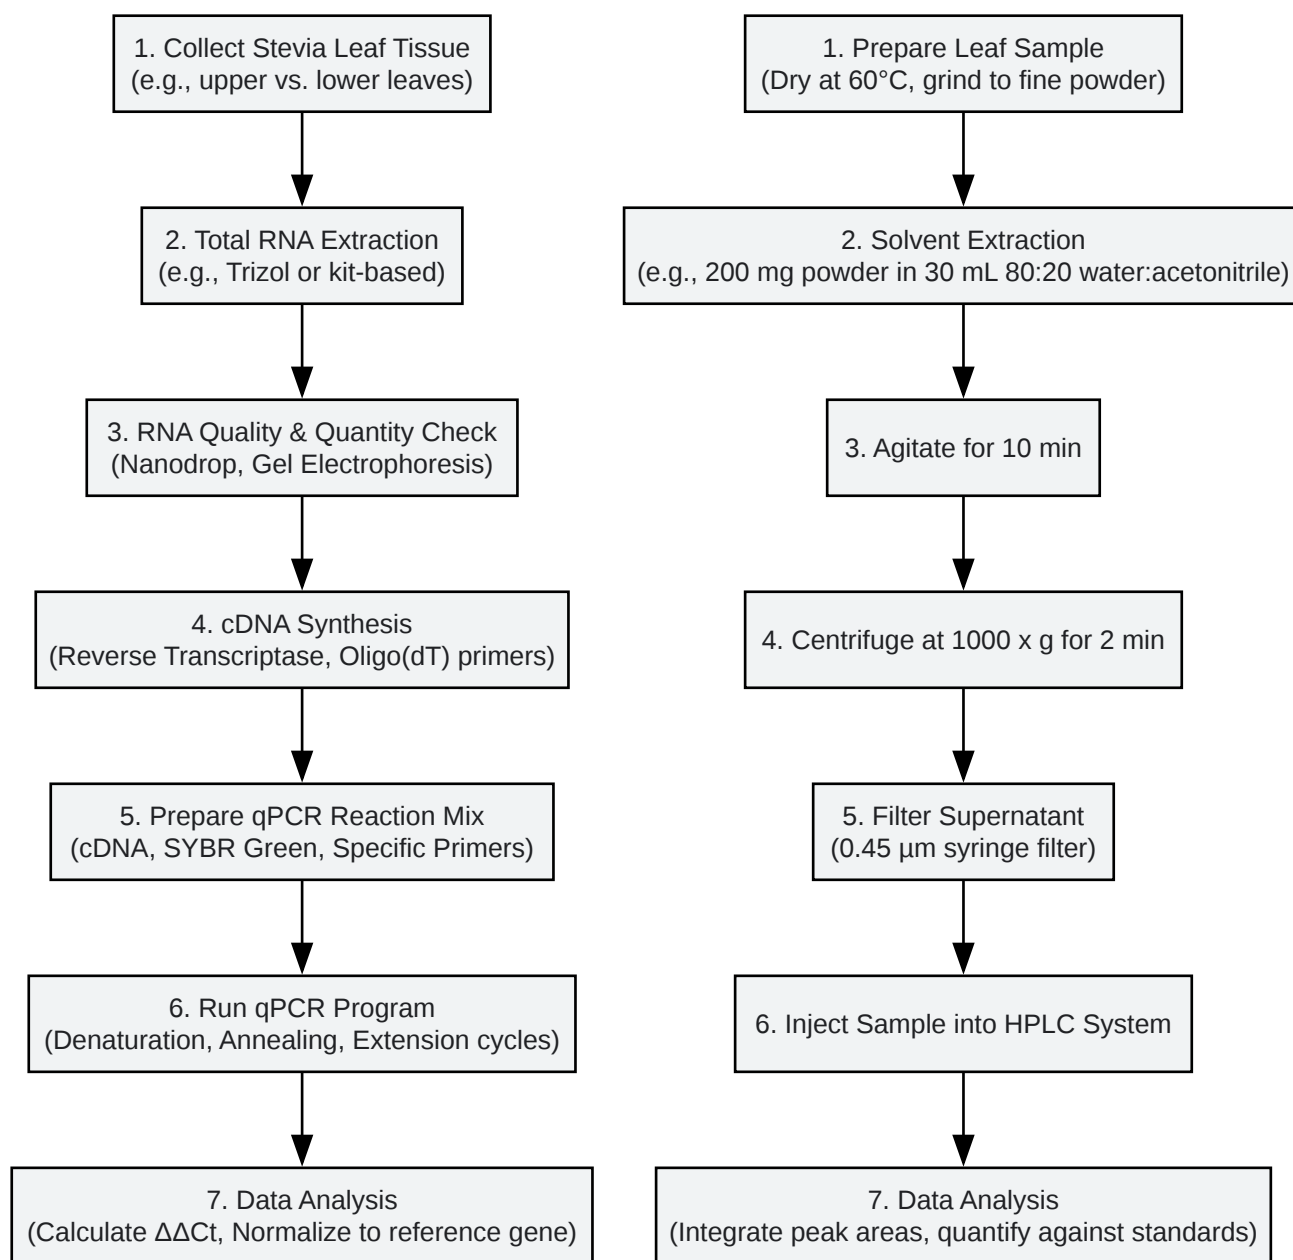 1. Collect Stevia Leaf Tissue
(e.g., upper vs. lower leaves)
2. Total RNA Extraction
(e.g., Trizol or kit-based)
3. RNA Quality & Quantity Check
(Nanodrop, Gel Electrophoresis)
4. cDNA Synthesis
(Reverse Transcriptase, Oligo(dT) primers)
5. Prepare qPCR Reaction Mix
(cDNA, SYBR Green, Specific Primers)
6. Run qPCR Program
(Denaturation, Annealing, Extension cycles)
7. Data Analysis
(Calculate ΔΔCt, Normalize to reference gene)
1. Prepare Leaf Sample
(Dry at 60°C, grind to fine powder)
2. Solvent Extraction
(e.g., 200 mg powder in 30 mL 80:20 water:acetonitrile)
3. Agitate for 10 min
4. Centrifuge at 1000 x g for 2 min
5. Filter Supernatant
(0.45 µm syringe filter)
6. Inject Sample into HPLC System
7. Data Analysis
(Integrate peak areas, quantify against standards)